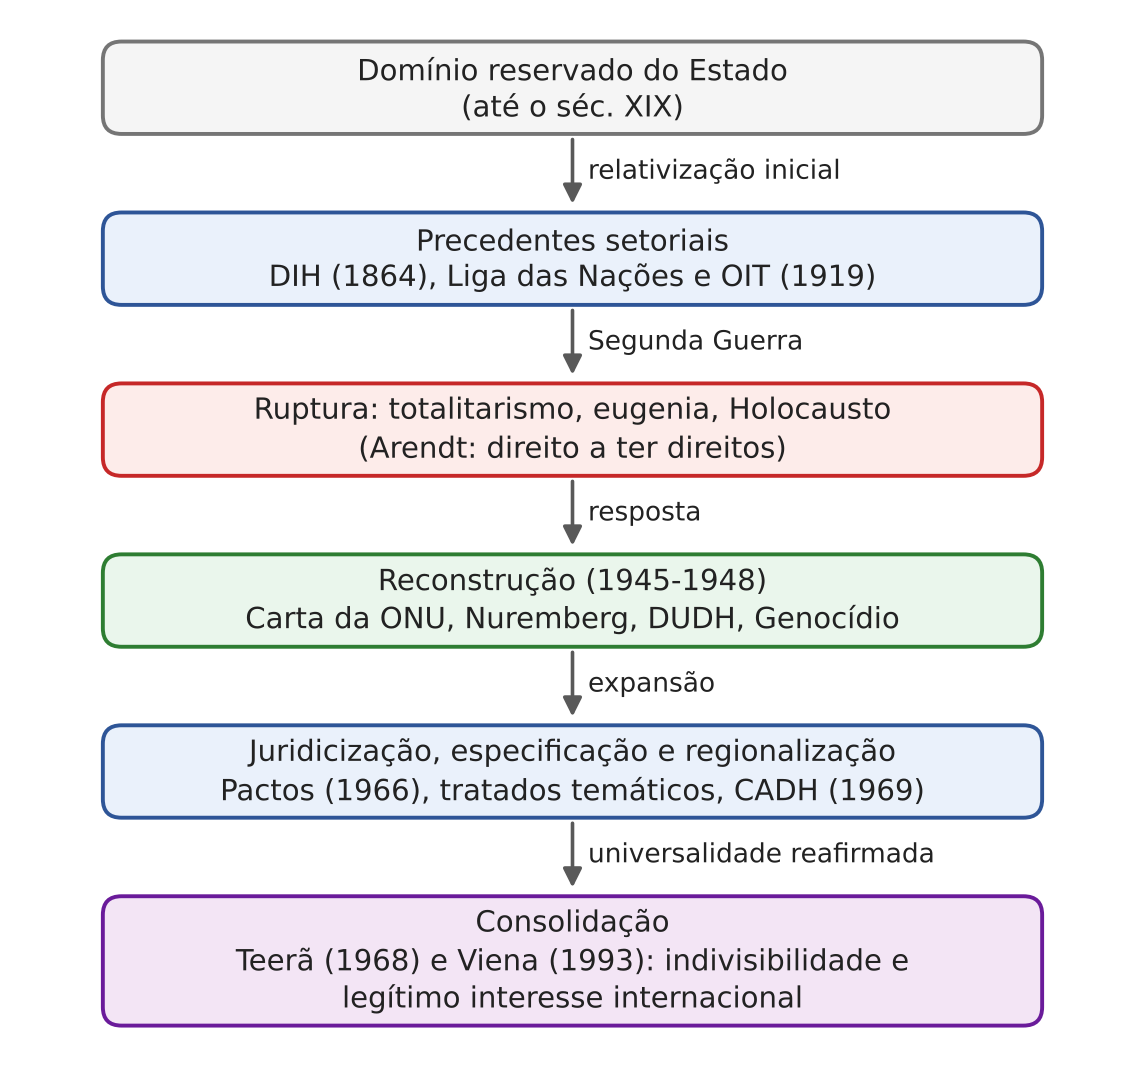 Domínio reservado do Estado
(até o séc. XIX)
relativização inicial
Precedentes setoriais
DIH (1864), Liga das Nações e OIT (1919)
Segunda Guerra
Ruptura: totalitarismo, eugenia, Holocausto
(Arendt: direito a ter direitos)
resposta
Reconstrução (1945-1948)
Carta da ONU, Nuremberg, DUDH, Genocídio
expansão
Juridicização, especificação e regionalização
Pactos (1966), tratados temáticos, CADH (1969)
universalidade reafirmada
Consolidação
Teerã (1968) e Viena (1993): indivisibilidade e
legítimo interesse internacional